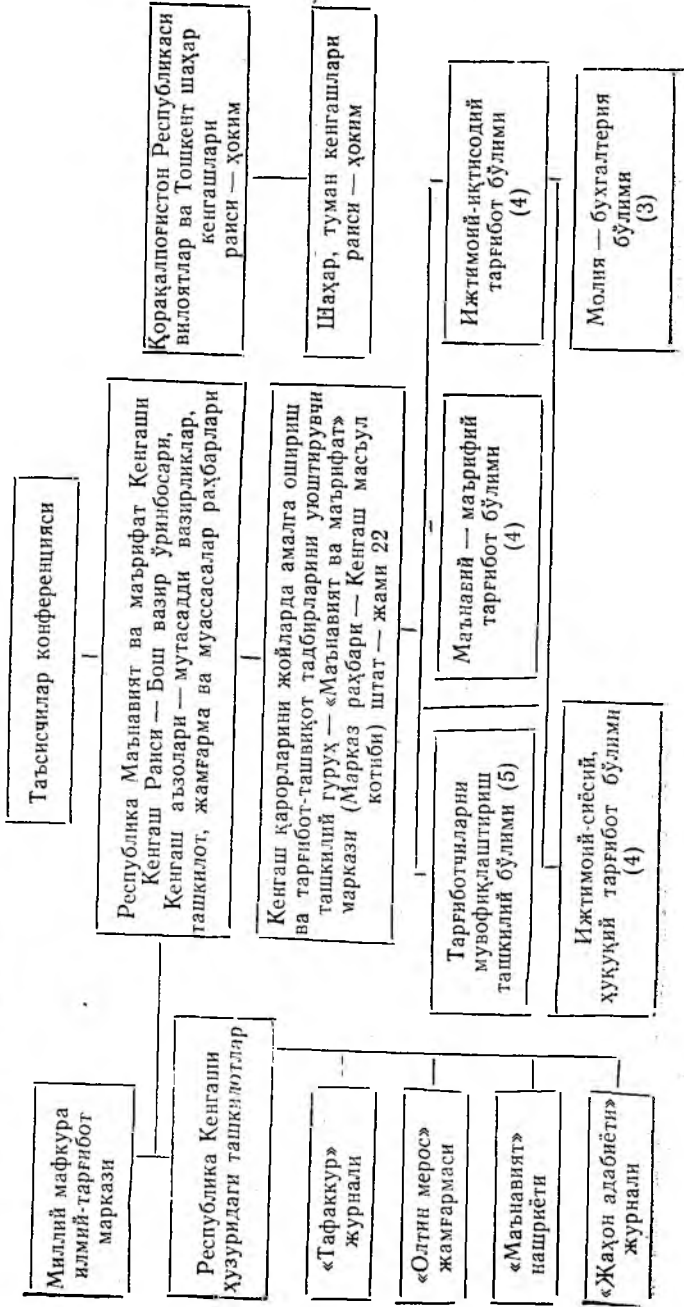 Таъсисчилар конференцияси
Миллий мафкура
илмий-тарғибот
маркази
Республика Маънавият ва маърифат Кенгаши
Кенгаш Раиси — Бош вазир ўринбосари,
Кенгаш аъзолари — мутасадди вазирликлар,
ташкилот, жамғарма ва муассасалар раҳбарлари
Қорақалпоғистон Республикаси
вилоятлар ва Тошкент шаҳар
кенгашлари
раиси — ҳоким
Республика Кенгаши
ҳузуридаги ташкилотлар
Кенгаш қарорларини жойларда амалга ошириш
ва тарғибот-ташвиқот тадбирларини уюштирувчи
ташкилий гуруҳ — «Маънавият ва маърифат»
маркази (Марказ раҳбари — Кенгаш масъул
котиби) штат — жами 22
Шаҳар, туман кенгашлари
раиси — ҳоким
«Тафаккур»
журнали
«Олтин мерос»
жамғармаси
«Маънавият»
нашриёти
«Жаҳон адабиёти»
журнали
Тарғиботчиларни
мувофиқлаштириш
ташкилий бўлими (5)
Маънавий — маърифий
тарғибот бўлими
(4)
Ижтимоий-иқтисодий
тарғибот бўлими
(4)
Ижтимоий-сиёсий,
ҳуқуқий тарғибот бўлими
(4)
Молия — бухгалтерия
бўлими
(3)